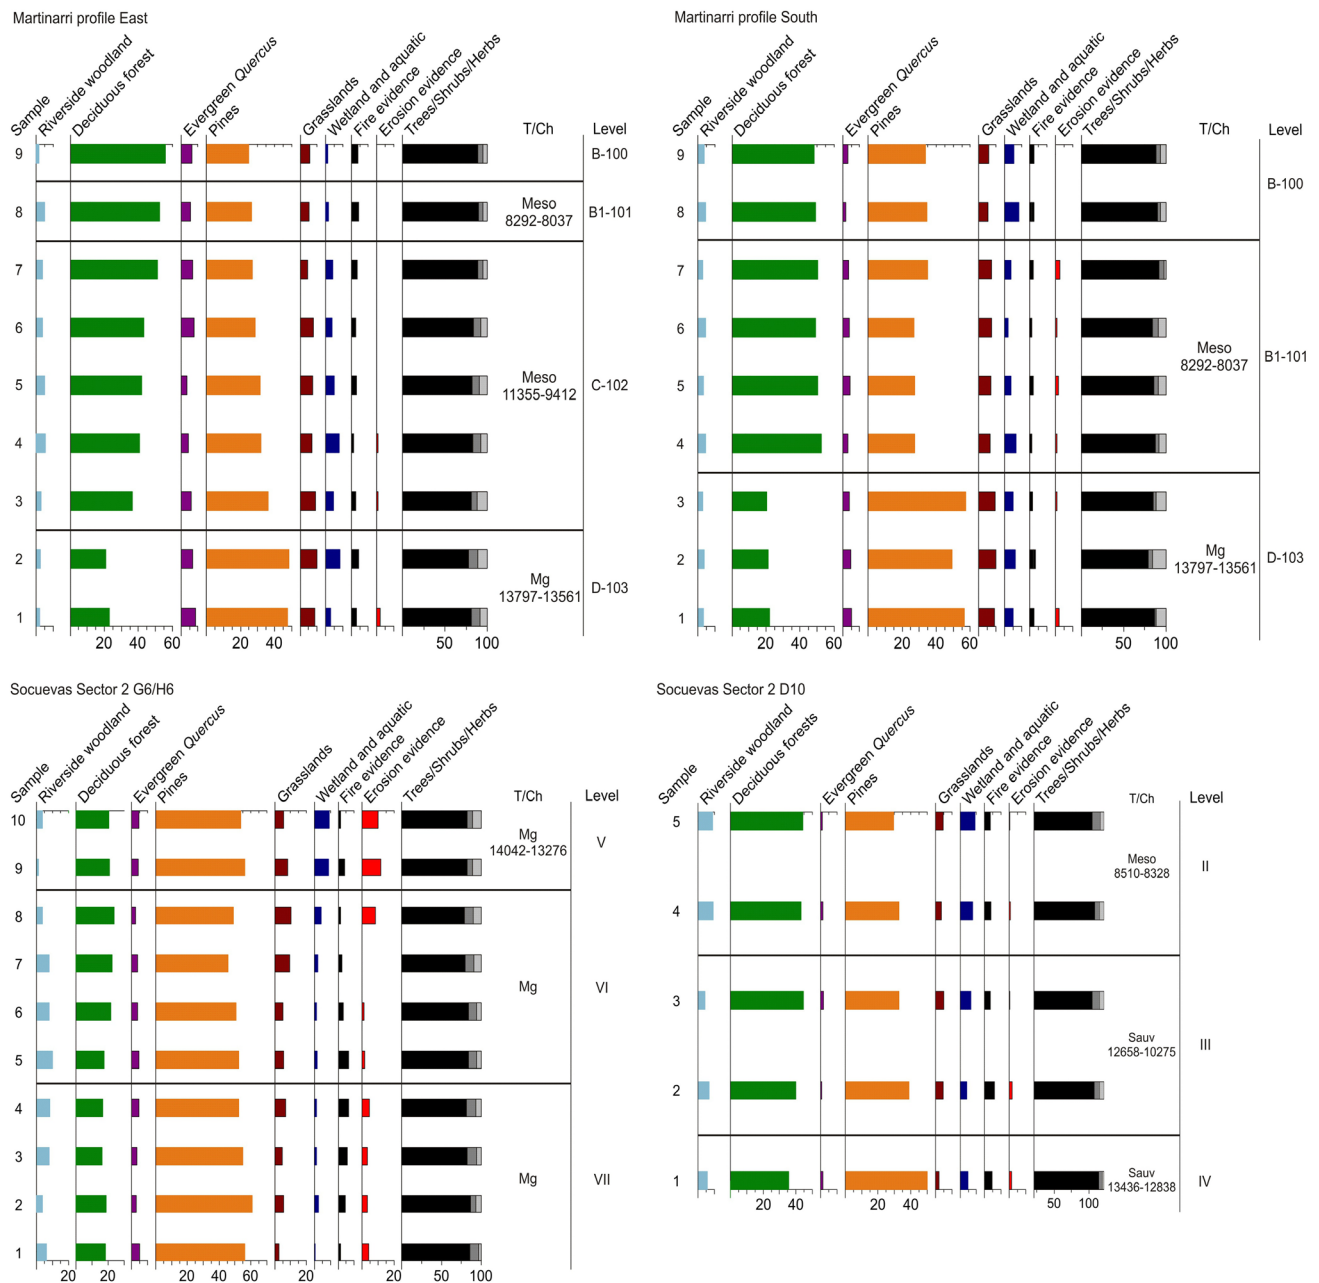 Martinarri profile East
Sample
Riverside woodland
Deciduous forest
Evergreen Quercus
Pines
Grasslands
Wetland and aquatic
Fire evidence
Erosion evidence
Trees/Shrubs/Herbs
T/Ch
Level
9
B-100
8
Meso
8292-8037
B1-101
7
6
5
Meso
11355-9412
C-102
4
3
2
Mg
13797-13561
D-103
1
20 40 60
20 40
50 100
Martinarri profile South
Sample
Riverside woodland
Deciduous forest
Evergreen Quercus
Pines
Grasslands
Wetland and aquatic
Fire evidence
Erosion evidence
Trees/Shrubs/Herbs
T/Ch
Level
9
B-100
8
7
6
Meso
8292-8037
B1-101
5
4
3
2
Mg
13797-13561
D-103
1
20 40 60
20 40 60
50 100
Socuevas Sector 2 G6/H6
Sample
Riverside woodland
Deciduous forest
Evergreen Quercus
Pines
Grasslands
Wetland and aquatic
Fire evidence
Erosion evidence
Trees/Shrubs/Herbs
T/Ch
Level
10
Mg
14042-13276
V
9
8
7
Mg
VI
6
5
4
3
Mg
VII
2
1
20
20
20 40 60
20
20
50 100
Socuevas Sector 2 D10
Sample
Riverside woodland
Deciduous forests
Evergreen Quercus
Pines
Grasslands
Wetland and aquatic
Fire evidence
Erosion evidence
Trees/Shrubs/Herbs
T/Ch
Level
5
Meso
8510-8328
II
4
3
Sauv
12658-10275
III
2
1
Sauv
13436-12838
IV
20 40
20 40
50 100